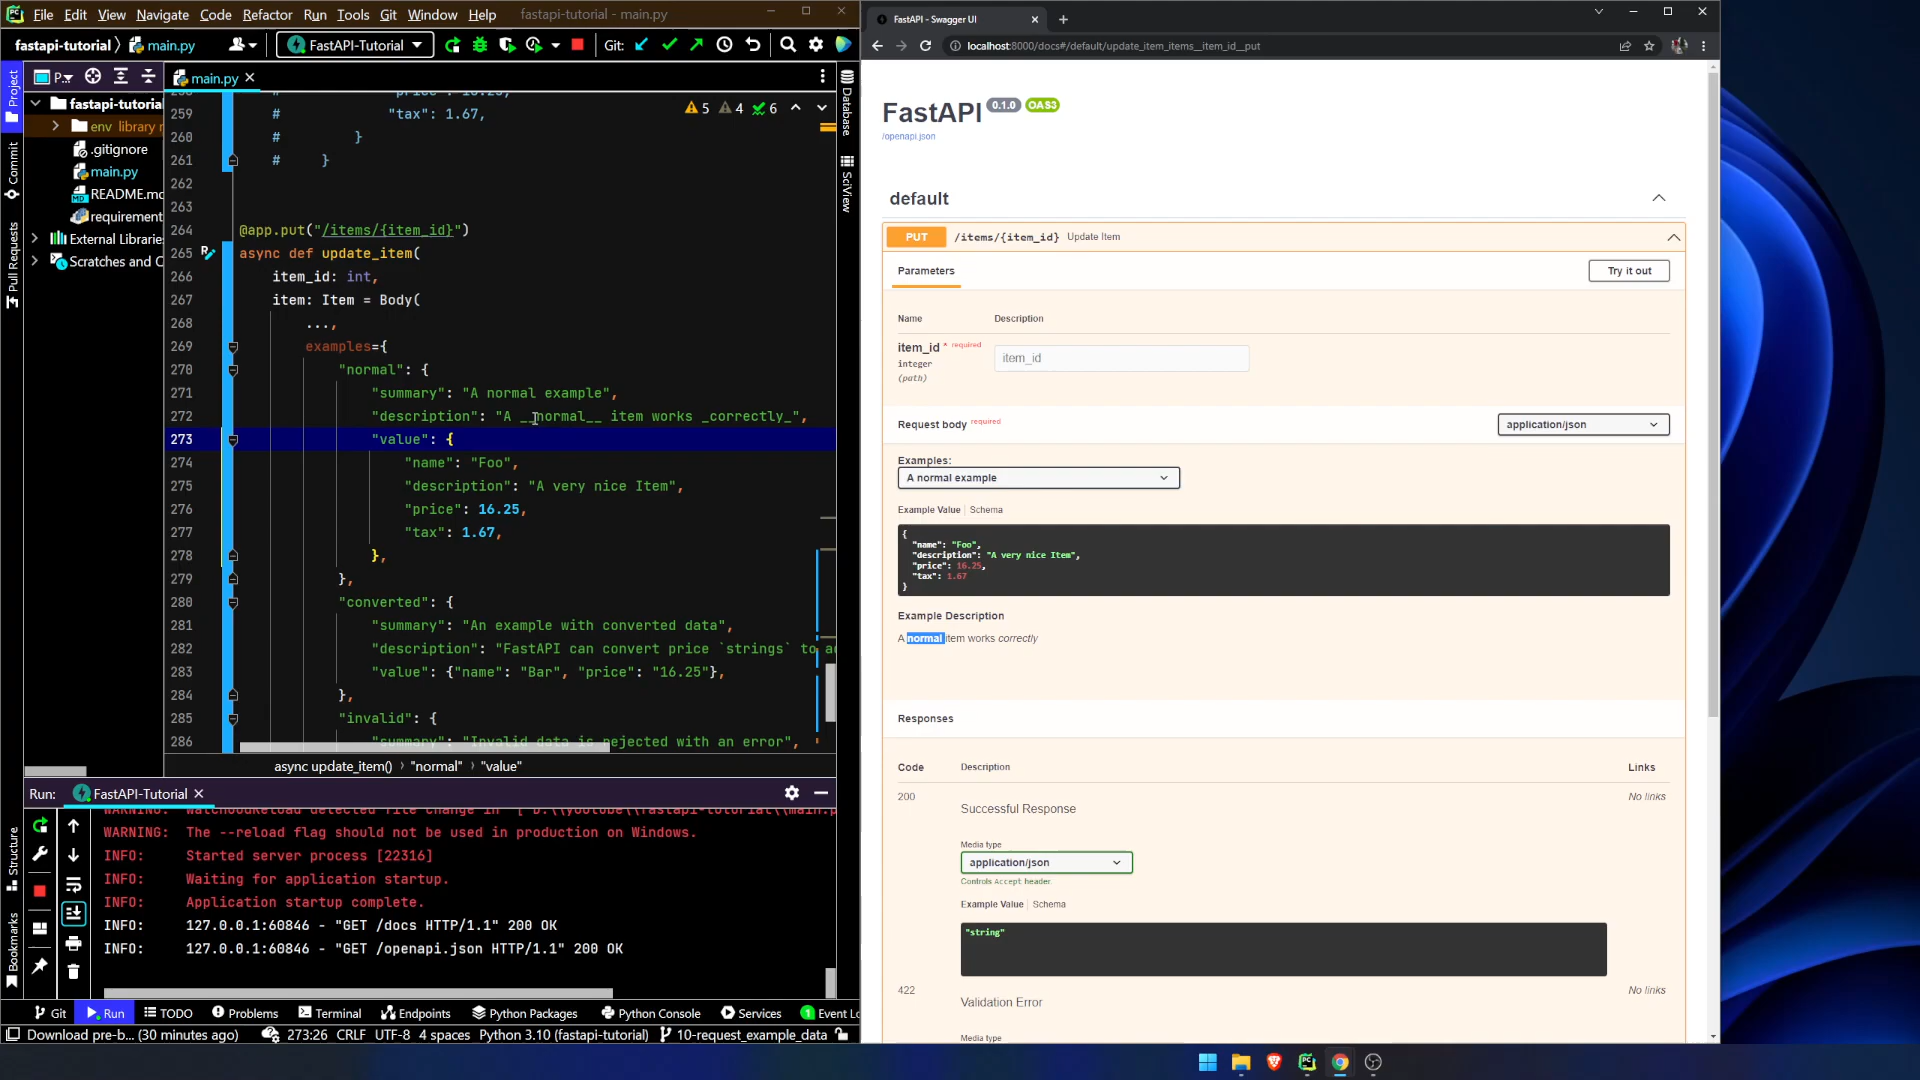 File Edit View Navigate Code Refactor Run Tools Git Window Help fastapi-tutorial - main.py
fastapi-tutorial main.py FastAPI-Tutorial Git:
Project
P..
main.py
fastapi-tutorial
env library r
.gitignore
main.py
README.md
requirement
External Libraries
Scratches and C
Commit
Pull Requests
Structure
Bookmarks
Database
SciView
5 4 6
259 # "tax": 1.67,
260 # }
261 # }
262
263
264 @app.put("/items/{item_id}")
265 async def update_item(
266 item_id: int,
267 item: Item = Body(
268 ...,
269 examples={
270 "normal": {
271 "summary": "A normal example",
272 "description": "A __normal__ item works _correctly_",
273 "value": {
274 "name": "Foo",
275 "description": "A very nice Item",
276 "price": 16.25,
277 "tax": 1.67,
278 },
279 },
280 "converted": {
281 "summary": "An example with converted data",
282 "description": "FastAPI can convert price `strings` to a
283 "value": {"name": "Bar", "price": "16.25"},
284 },
285 "invalid": {
286 "summary": "Invalid data is rejected with an error",
async update_item() › "normal" › "value"
Run: FastAPI-Tutorial
WARNING: The --reload flag should not be used in production on Windows.
INFO: Started server process [22316]
INFO: Waiting for application startup.
INFO: Application startup complete.
INFO: 127.0.0.1:60846 - "GET /docs HTTP/1.1" 200 OK
INFO: 127.0.0.1:60846 - "GET /openapi.json HTTP/1.1" 200 OK
Git Run TODO Problems Terminal Endpoints Python Packages Python Console Services 1 Event Lo
Download pre-b... (30 minutes ago) 273:26 CRLF UTF-8 4 spaces Python 3.10 (fastapi-tutorial) 10-request_example_data
FastAPI - Swagger UI
localhost:8000/docs#/default/update_item_items__item_id__put
FastAPI 0.1.0 OAS3
/openapi.json
default
PUT /items/{item_id} Update Item
Parameters
Try it out
Name Description
item_id * required
integer
(path)
item_id
Request body required
application/json
Examples:
A normal example
Example Value | Schema
{
"name": "Foo",
"description": "A very nice Item",
"price": 16.25,
"tax": 1.67
}
Example Description
A normal item works correctly
Responses
Code Description Links
200 Successful Response No links
Media type
application/json
Controls Accept header.
Example Value | Schema
"string"
422 Validation Error No links
Media type